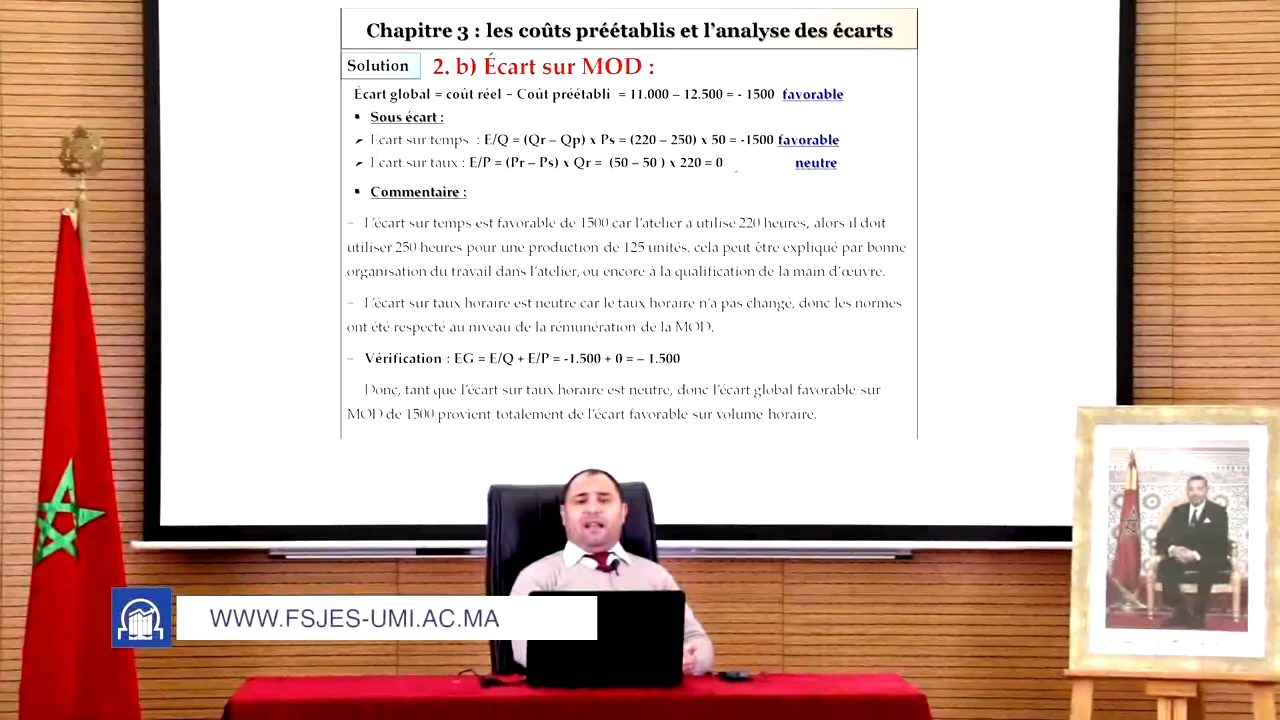 Chapitre 3 : les coûts préétablis et l'analyse des écarts
Solution
2. b) Écart sur MOD :
Écart global = coût réel – Coût préétabli = 11.000 – 12.500 = - 1500 favorable
▪ Sous écart :
➢ Ecart sur temps : E/Q = (Qr – Qp) x Ps = (220 – 250) x 50 = -1500 favorable
➢ Ecart sur taux : E/P = (Pr – Ps) x Qr = (50 – 50 ) x 220 = 0 neutre
▪ Commentaire :
– L'écart sur temps est favorable de 1500 car l'atelier a utilisé 220 heures, alors il doit
utiliser 250 heures pour une production de 125 unités. cela peut être expliqué par bonne
organisation du travail dans l'atelier, ou encore à la qualification de la main d'œuvre.
– L'écart sur taux horaire est neutre car le taux horaire n'a pas changé, donc les normes
ont été respecté au niveau de la rémunération de la MOD.
– Vérification : EG = E/Q + E/P = -1.500 + 0 = – 1.500
Donc, tant que l'écart sur taux horaire est neutre, donc l'écart global favorable sur
MOD de 1500 provient totalement de l'écart favorable sur volume horaire.
WWW.FSJES-UMI.AC.MA